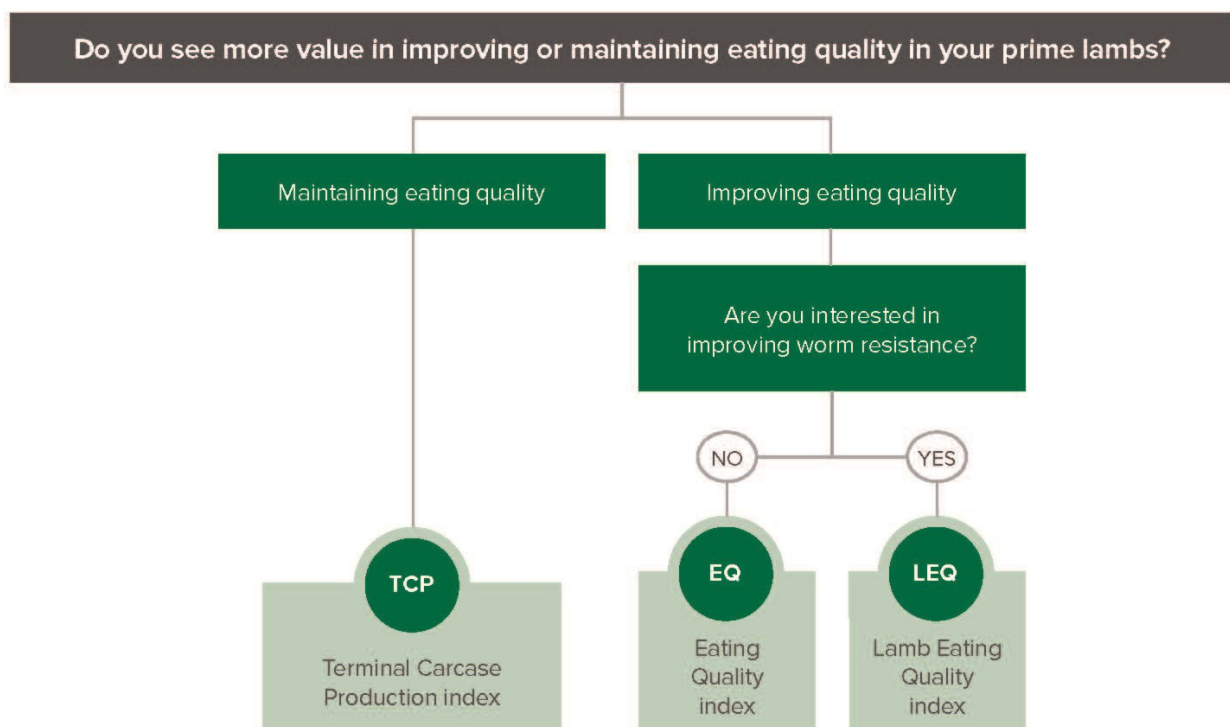 Do you see more value in improving or maintaining eating quality in your prime lambs?
Maintaining eating quality
Improving eating quality
Are you interested in
improving worm resistance?
NO
YES
TCP
EQ
LEQ
Terminal Carcase
Production index
Eating
Quality
index
Lamb Eating
Quality
index